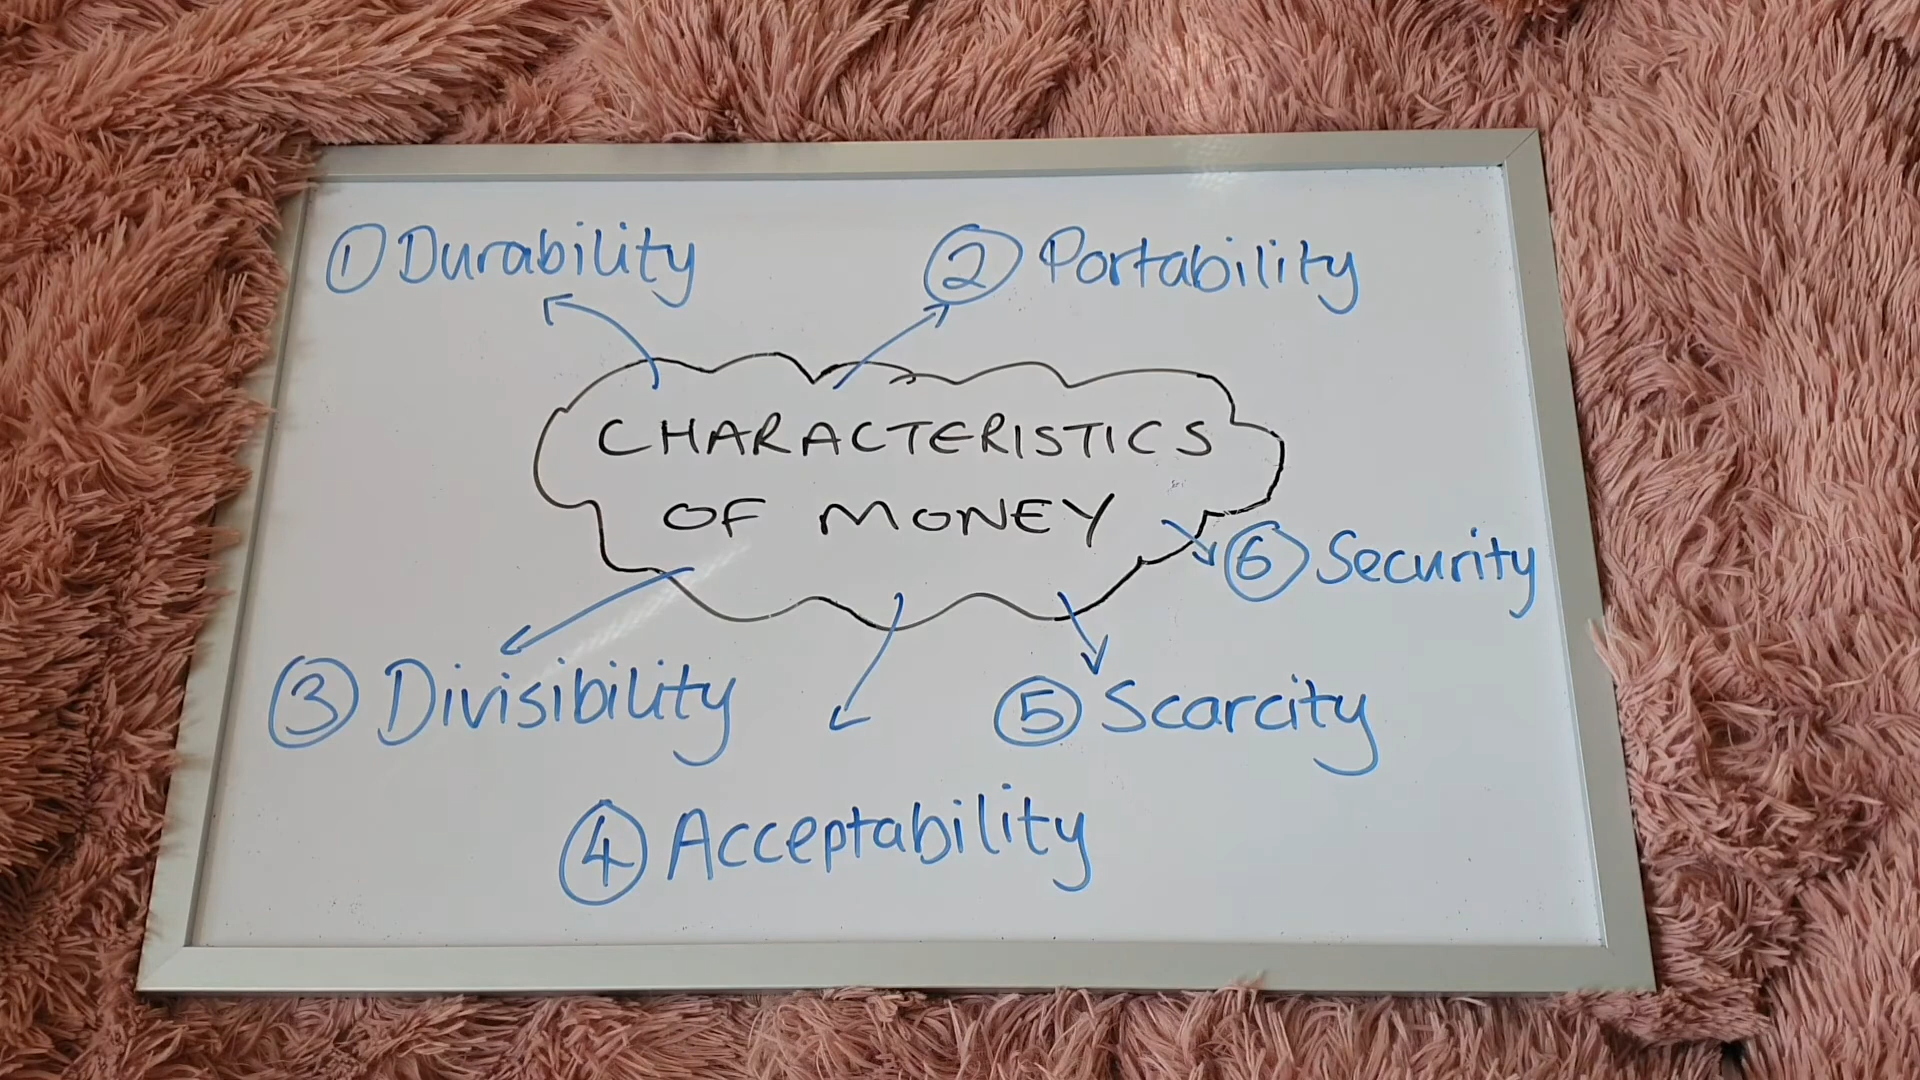 ① Durability
② Portability
CHARACTERISTICS
OF MONEY
⑥ Security
③ Divisibility
⑤ Scarcity
④ Acceptability